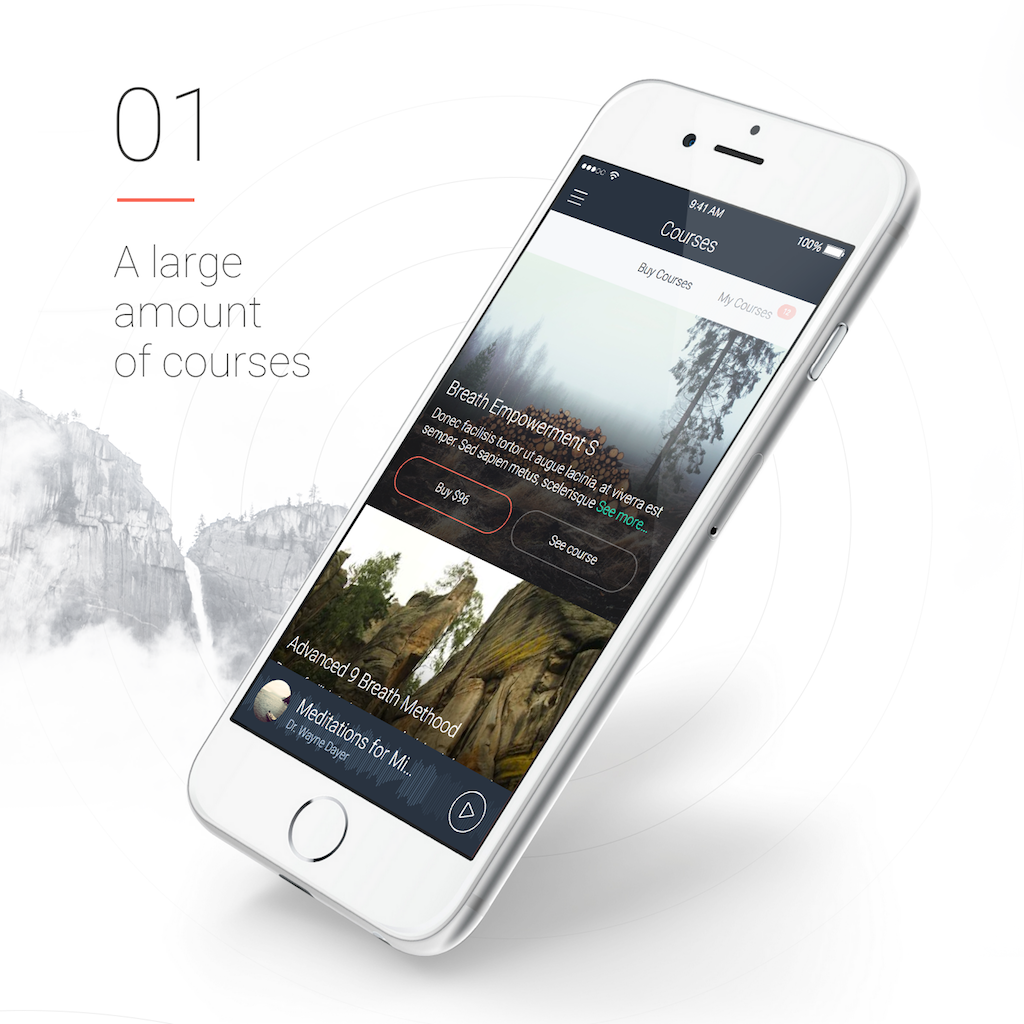 01
A large
amount
of courses
9:41 AM
100%
Courses
Buy Courses
My Courses
12
Breath Empowerment S
Donec facilisis tortor ut augue lacinia, at viverra est
semper. Sed sapien metus, scelerisque See more...
Buy $96
See course
Advanced 9 Breath Methood
Meditations for Mi...
Dr. Wayne Dayer